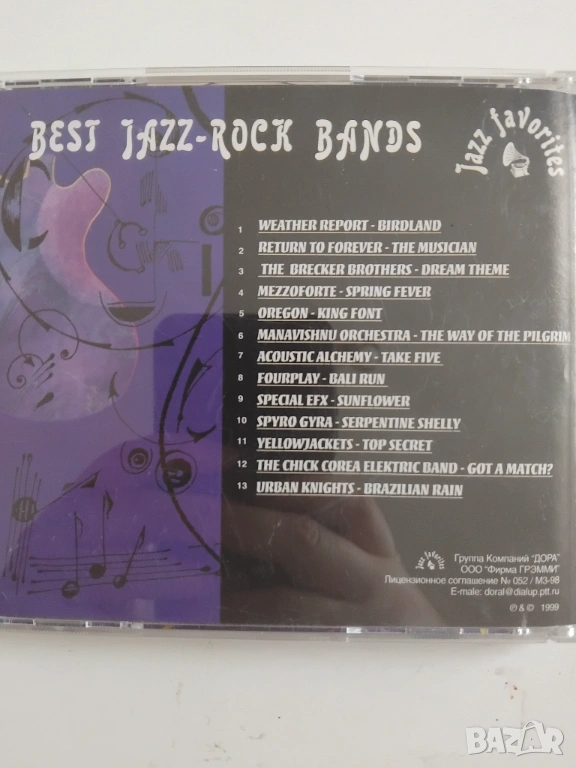 BEST JAZZ-ROCK BANDS
Jazz favorites
1 WEATHER REPORT - BIRDLAND
2 RETURN TO FOREVER - THE MUSICIAN
3 THE BRECKER BROTHERS - DREAM THEME
4 MEZZOFORTE - SPRING FEVER
5 OREGON - KING FONT
6 MANAVISHNU ORCHESTRA - THE WAY OF THE PILGRIM
7 ACOUSTIC ALCHEMY - TAKE FIVE
8 FOURPLAY - BALI RUN
9 SPECIAL EFX - SUNFLOWER
10 SPYRO GYRA - SERPENTINE SHELLY
11 YELLOWJACKETS - TOP SECRET
12 THE CHICK COREA ELEKTRIC BAND - GOT A MATCH?
13 URBAN KNIGHTS - BRAZILIAN RAIN
Jazz favorites
Группа Компаний "ДОРА"
ООО "Фирма ГРЭММИ"
Лицензионное соглашение № 052 / МЗ-98
E-male: doral@dialup.ptt.ru
℗ & © 1999
BAZAR